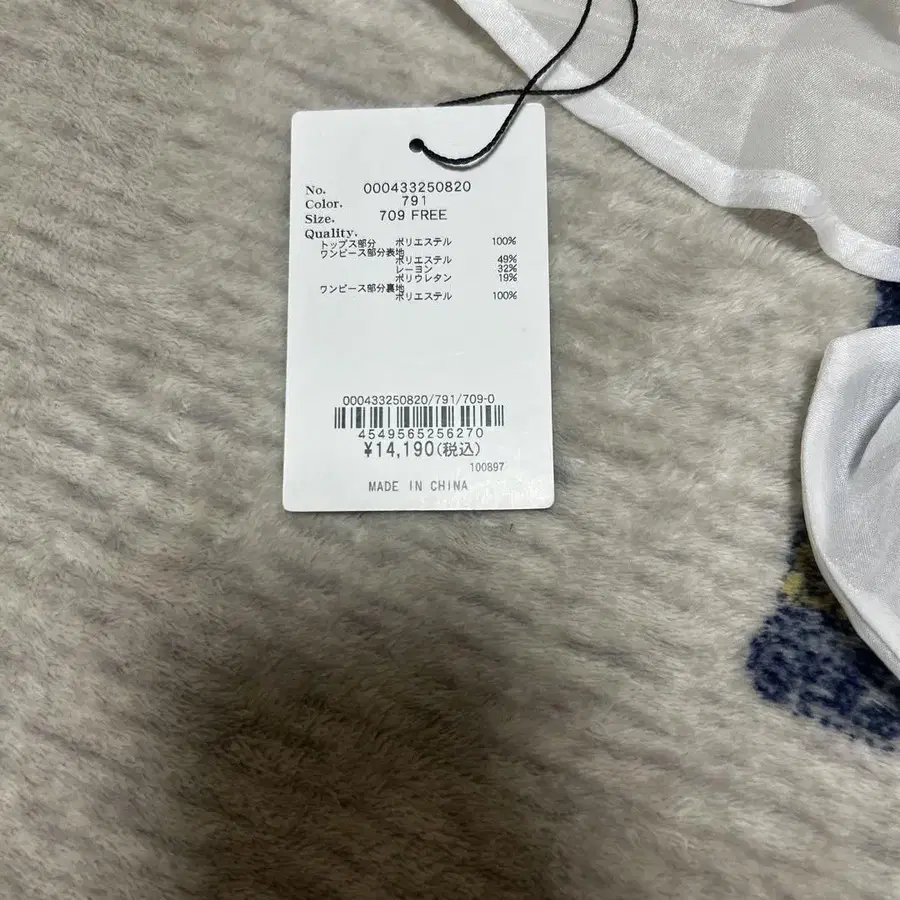 No. 000433250820
Color. 791
Size. 709 FREE
Quality.
トップス部分 ポリエステル 100%
ワンピース部分表地
ポリエステル 49%
レーヨン 32%
ポリウレタン 19%
ワンピース部分裏地
ポリエステル 100%
000433250820/791/709-0
4549565256270
¥14,190(税込)
100897
MADE IN CHINA